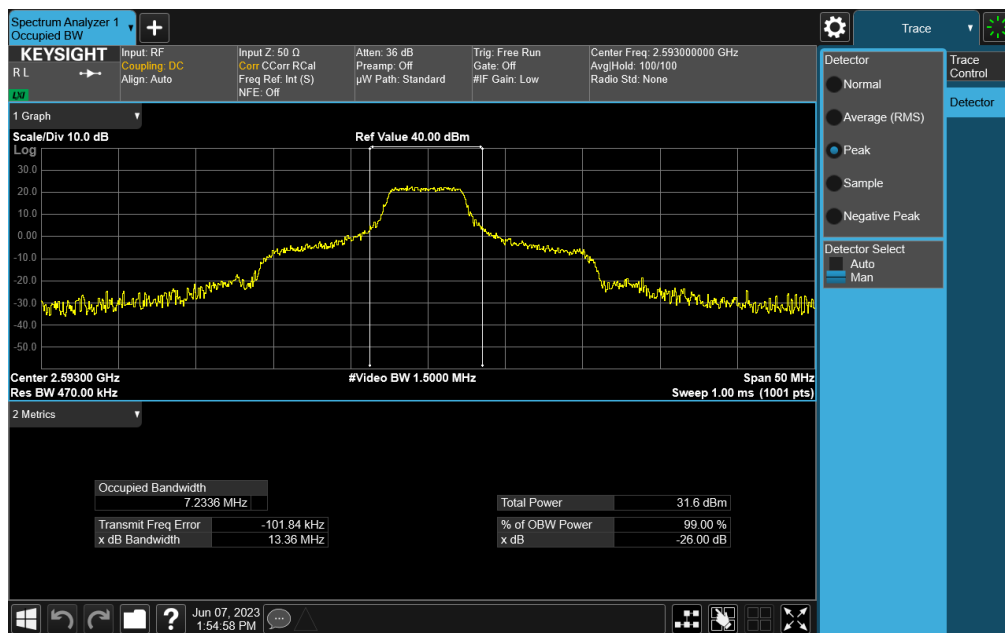 Spectrum Analyzer 1
Occupied BW
KEYSIGHT
R L
LXI
Input: RF
Coupling: DC
Align: Auto
Input Z: 50 Ω
Corr CCorr RCal
Freq Ref: Int (S)
NFE: Off
Atten: 36 dB
Preamp: Off
µW Path: Standard
Trig: Free Run
Gate: Off
#IF Gain: Low
Center Freq: 2.593000000 GHz
Avg|Hold: 100/100
Radio Std: None
1 Graph
Scale/Div 10.0 dB
Ref Value 40.00 dBm
Log
30.0
20.0
10.0
0.00
-10.0
-20.0
-30.0
-40.0
-50.0
Center 2.59300 GHz
#Video BW 1.5000 MHz
Span 50 MHz
Res BW 470.00 kHz
Sweep 1.00 ms (1001 pts)
2 Metrics
Occupied Bandwidth
7.2336 MHz
Transmit Freq Error -101.84 kHz
x dB Bandwidth 13.36 MHz
Total Power 31.6 dBm
% of OBW Power 99.00 %
x dB -26.00 dB
Jun 07, 2023
1:54:58 PM
Trace
Detector
Normal
Average (RMS)
Peak
Sample
Negative Peak
Detector Select
Auto
Man
Trace
Control
Detector